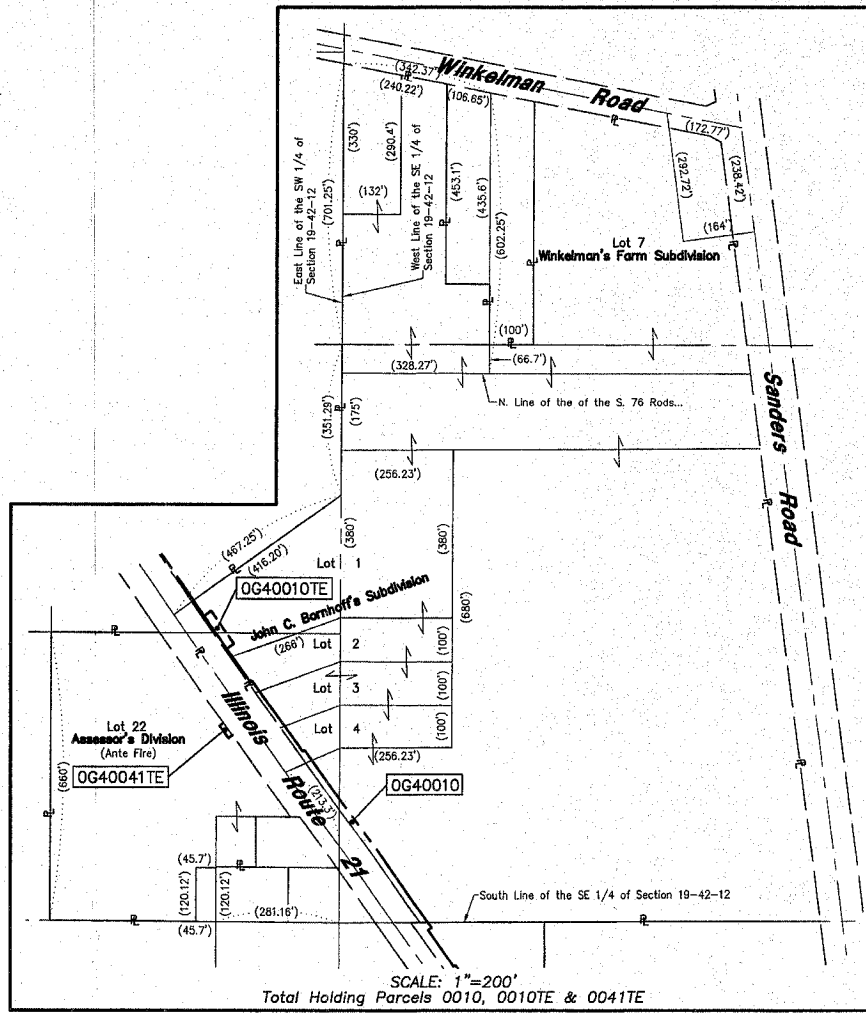 Winkelman Road
(342.37')
(240.22')
(106.65')
(172.77')
(330')
(290.4')
(701.25')
(132')
(453.1')
(435.6')
(602.25')
(292.72')
(238.42')
(164')
East Line of the SW 1/4 of
Section 19-42-12
West Line of the SE 1/4 of
Section 19-42-12
Lot 7
Winkelman's Farm Subdivision
(100')
(66.7')
(328.27')
N. Line of the of the S. 76 Rods...
(351.29')
(175')
Sanders Road
(256.23')
(467.25')
(416.20')
(380')
(380')
(680')
Lot 1
0G40010TE
John C. Bornhoff's Subdivision
(266')
Lot 2
(100')
Lot 3
(100')
Lot 4
(100')
(256.23')
Illinois Route 21
(213.3')
Lot 22
Assessor's Division
(Ante Fire)
0G40041TE
0G40010
(660')
(45.7')
(120.12')
(120.12')
(281.16')
(45.7')
South Line of the SE 1/4 of Section 19-42-12
SCALE: 1"=200'
Total Holding Parcels 0010, 0010TE & 0041TE